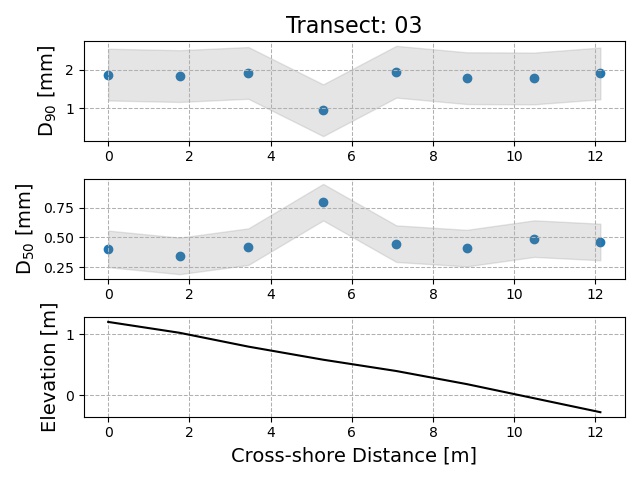 Transect: 03
D90 [mm]
2
1
0 2 4 6 8 10 12
D50 [mm]
0.75
0.50
0.25
0 2 4 6 8 10 12
Elevation [m]
1
0
0 2 4 6 8 10 12
Cross-shore Distance [m]